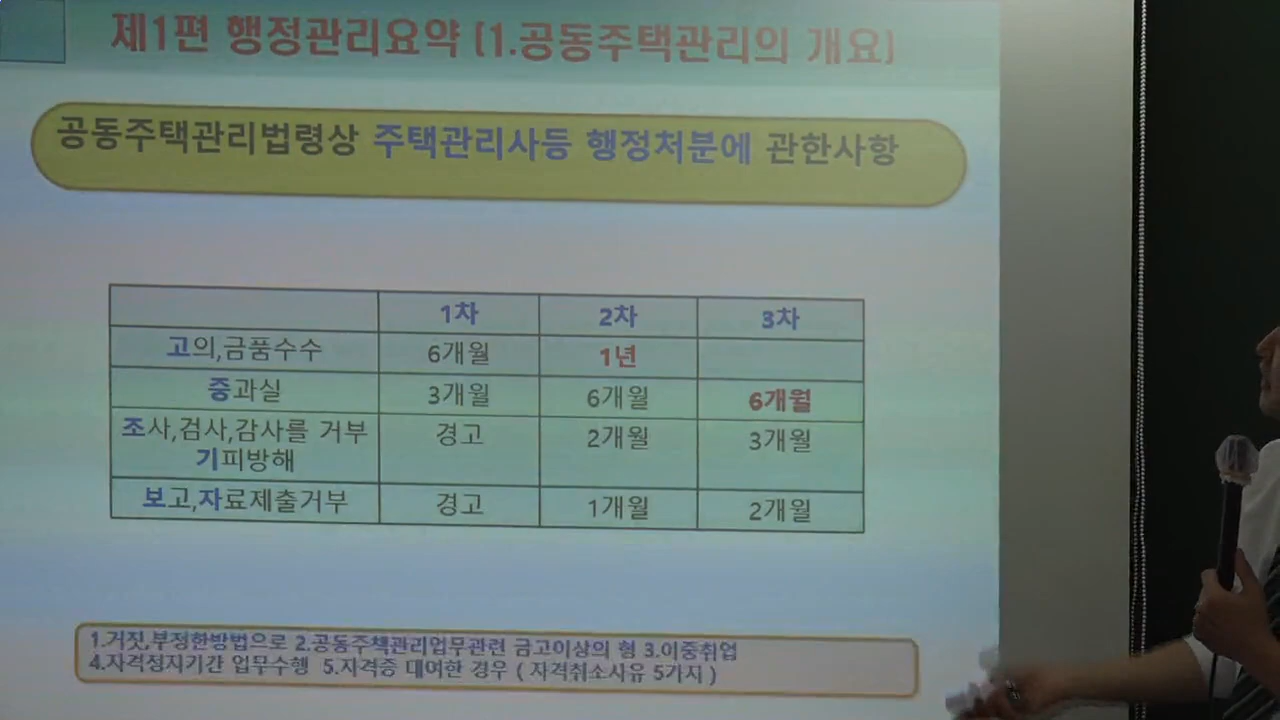 제1편 행정관리요약 (1.공동주택관리의 개요)
공동주택관리법령상 주택관리사등 행정처분에 관한사항
1차 2차 3차
고의,금품수수 6개월 1년
중과실 3개월 6개월 6개월
조사,검사,감사를 거부 경고 2개월 3개월
기피방해
보고,자료제출거부 경고 1개월 2개월
1.거짓,부정한방법으로 2.공동주택관리업무관련 금고이상의 형 3.이중취업
4.자격정지기간 업무수행 5.자격증 대여한 경우 ( 자격취소사유 5가지 )